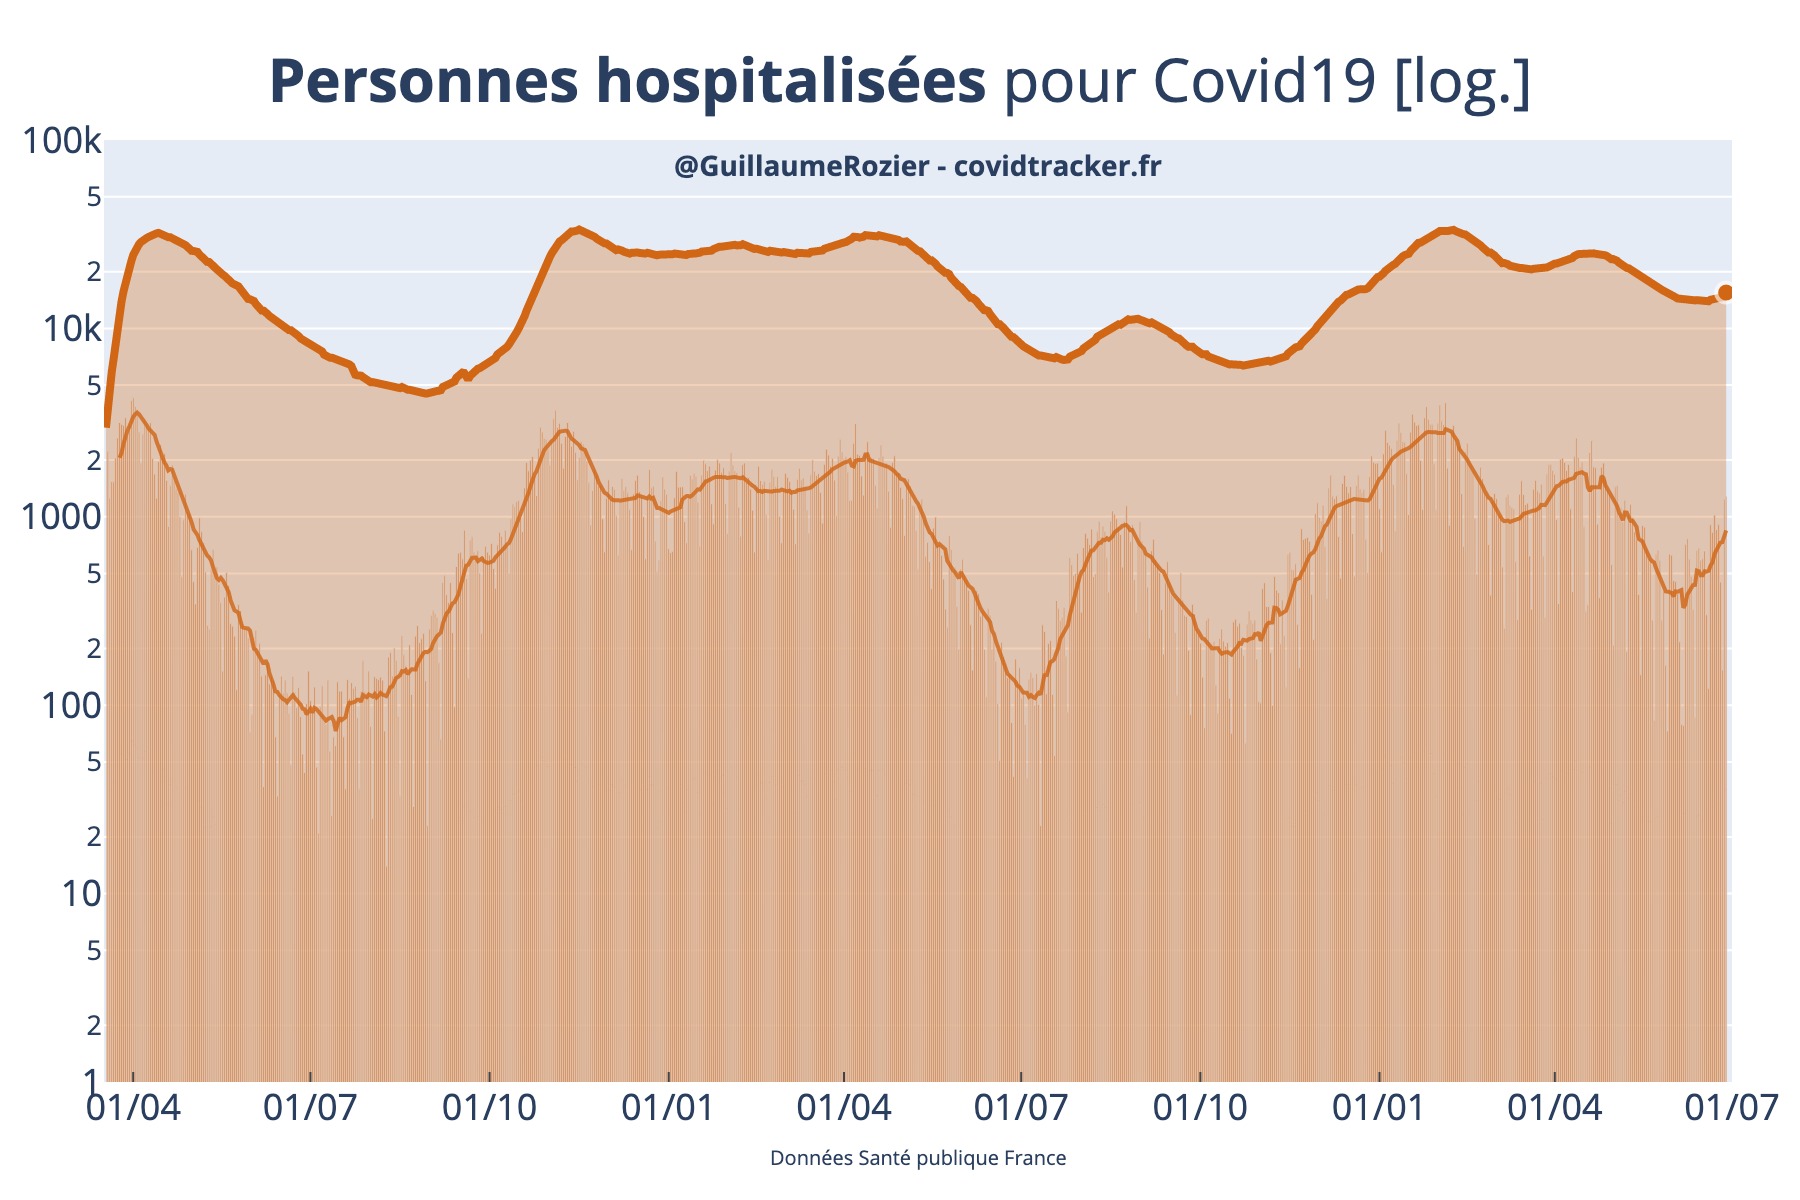 Personnes hospitalisées pour Covid19 [log.]
@GuillaumeRozier - covidtracker.fr
100k
5
2
10k
5
2
1000
5
2
100
5
2
10
5
2
1
01/04 01/07 01/10 01/01 01/04 01/07 01/10 01/01 01/04 01/07
Données Santé publique France